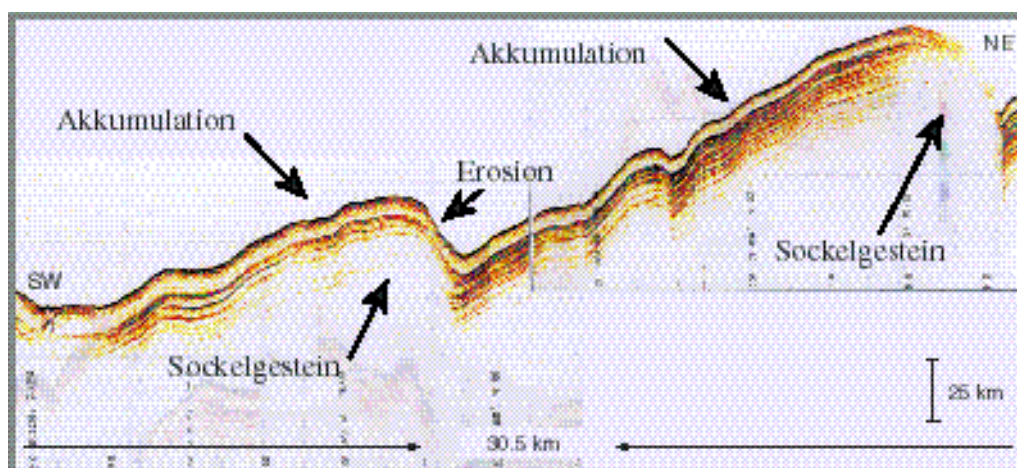 Akkumulation
NE
Akkumulation
Erosion
Sockelgestein
SW
Sockelgestein
25 km
30.5 km